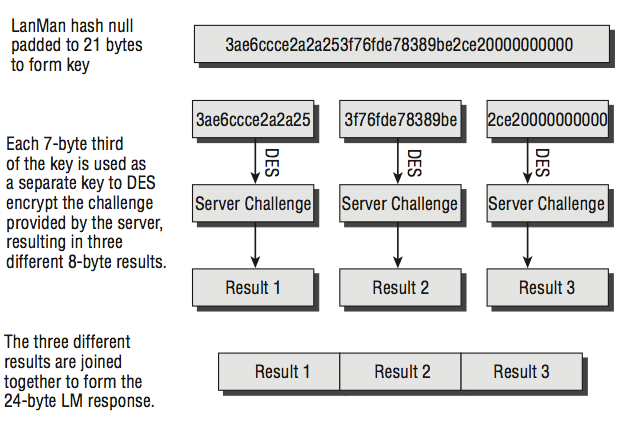 LanMan hash null
padded to 21 bytes
to form key
3ae6ccce2a2a253f76fde78389be2ce20000000000
3ae6ccce2a2a25
3f76fde78389be
2ce20000000000
Each 7-byte third
of the key is used as
a separate key to DES
encrypt the challenge
provided by the server,
resulting in three
different 8-byte results.
DES
DES
DES
Server Challenge
Server Challenge
Server Challenge
Result 1
Result 2
Result 3
The three different
results are joined
together to form the
24-byte LM response.
Result 1
Result 2
Result 3